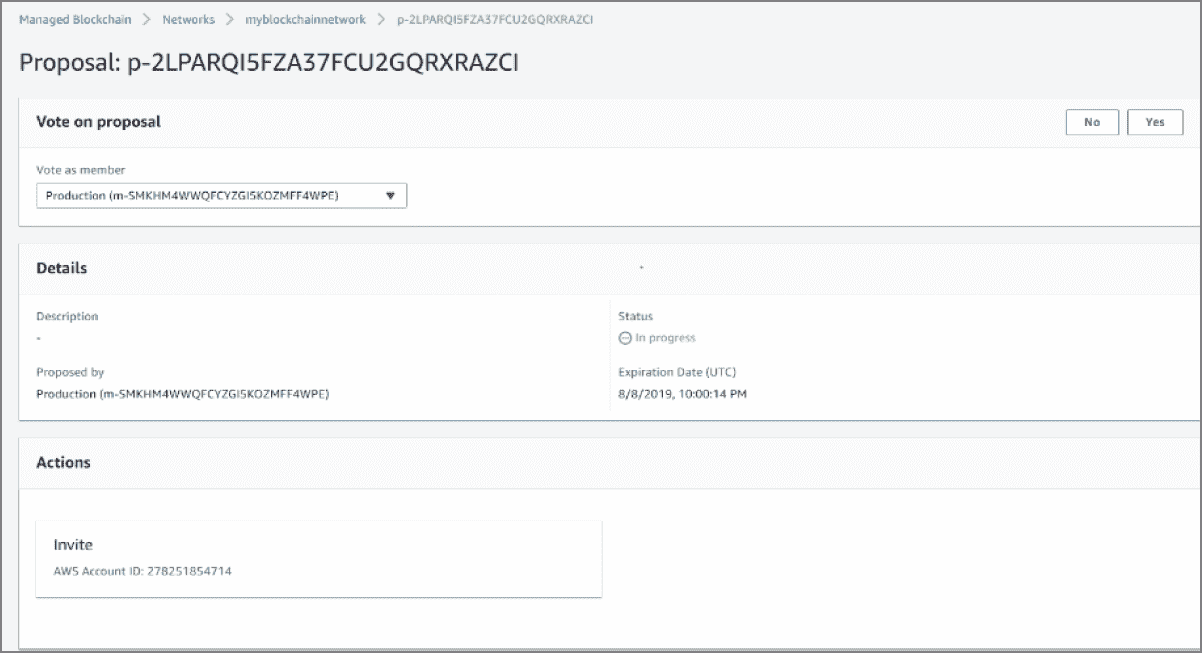 Managed Blockchain > Networks > myblockchainnetwork > p-2LPARQI5FZA37FCU2GQRXRAZCI
Proposal: p-2LPARQI5FZA37FCU2GQRXRAZCI
Vote on proposal
No Yes
Vote as member
Production (m-SMKHM4WWQFCYZGI5KOZMFF4WPE)
Details
Description
-
Status
In progress
Proposed by
Production (m-SMKHM4WWQFCYZGI5KOZMFF4WPE)
Expiration Date (UTC)
8/8/2019, 10:00:14 PM
Actions
Invite
AWS Account ID: 278251854714